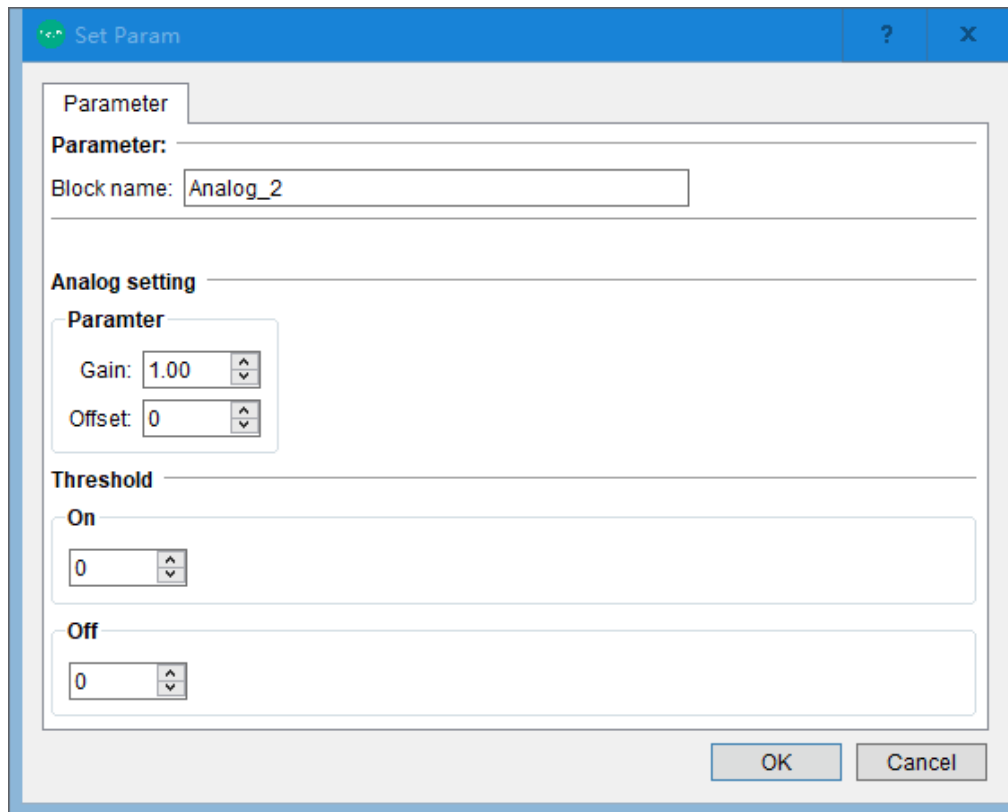 Set Param ? x
Parameter
Parameter:
Block name: Analog_2
Analog setting
Paramter
Gain: 1.00
Offset: 0
Threshold
On
0
Off
0
OK Cancel